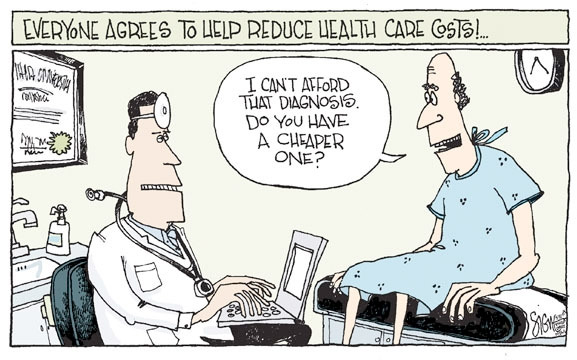 EVERYONE AGREES TO HELP REDUCE HEALTH CARE COSTS!...
I CAN'T AFFORD
THAT DIAGNOSIS.
DO YOU HAVE
A CHEAPER
ONE?